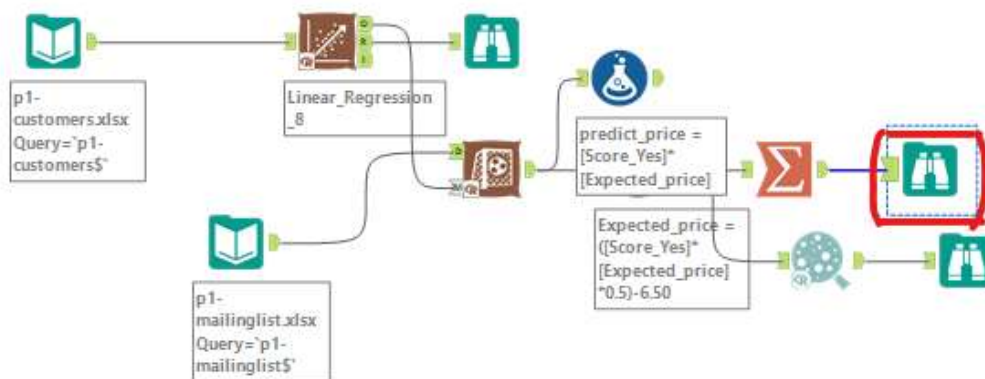 O
R
I
p1-
customers.xlsx
Query=`p1-
customers$`
Linear_Regression
_8
D
M
predict_price =
[Score_Yes]*
[Expected_price]
Expected_price =
([Score_Yes]*
[Expected_price]
*0.5)-6.50
p1-
mailinglist.xlsx
Query=`p1-
mailinglist$`